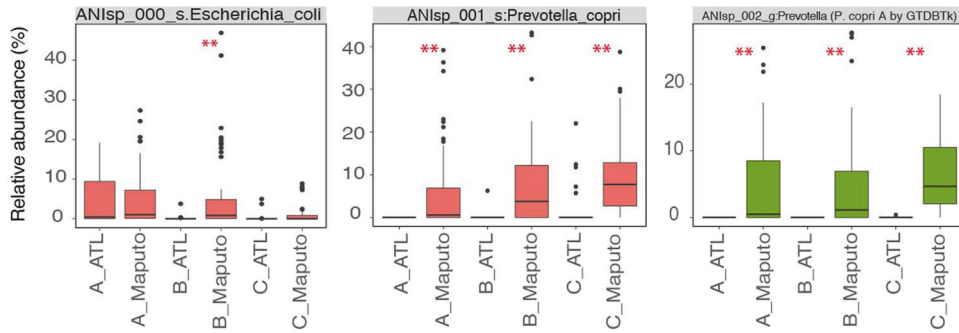 ANIsp_000_s.Escherichia_coli
ANIsp_001_s:Prevotella_copri
ANIsp_002_g:Prevotella (P. copri A by GTDBTk)
Relative abundance (%)
40
30
20
10
0
**
A_ATL
A_Maputo
B_ATL
B_Maputo
C_ATL
C_Maputo
40
30
20
10
0
**
**
**
A_ATL
A_Maputo
B_ATL
B_Maputo
C_ATL
C_Maputo
20
10
0
**
**
**
A_ATL
A_Maputo
B_ATL
B_Maputo
C_ATL
C_Maputo